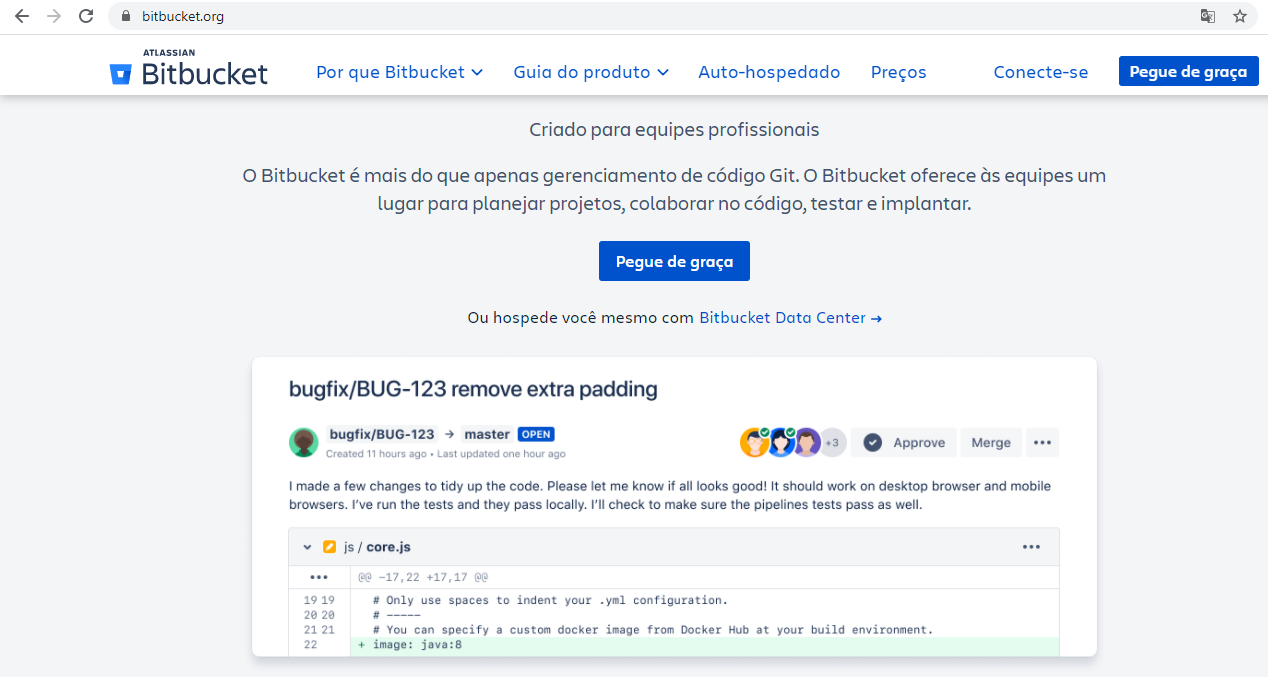 bitbucket.org
ATLASSIAN
Bitbucket
Por que Bitbucket
Guia do produto
Auto-hospedado
Preços
Conecte-se
Pegue de graça
Criado para equipes profissionais
O Bitbucket é mais do que apenas gerenciamento de código Git. O Bitbucket oferece às equipes um
lugar para planejar projetos, colaborar no código, testar e implantar.
Pegue de graça
Ou hospede você mesmo com Bitbucket Data Center →
bugfix/BUG-123 remove extra padding
bugfix/BUG-123 → master OPEN
Created 11 hours ago • Last updated one hour ago
+3
Approve
Merge
•••
I made a few changes to tidy up the code. Please let me know if all looks good! It should work on desktop browser and mobile
browsers. I've run the tests and they pass locally. I'll check to make sure the pipelines tests pass as well.
js / core.js •••
••• @@ -17,22 +17,17 @@
19 19 # Only use spaces to indent your .yml configuration.
20 20 # -----
21 21 # You can specify a custom docker image from Docker Hub at your build environment.
22 + image: java:8